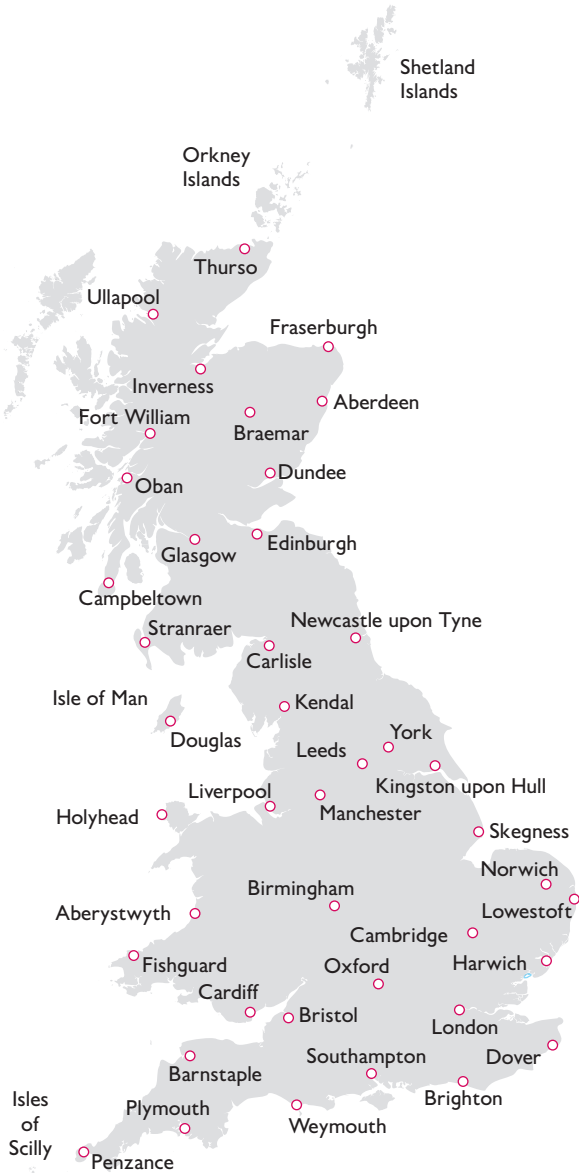 Shetland
Islands
Orkney
Islands
Thurso
Ullapool
Fraserburgh
Inverness
Aberdeen
Fort William
Braemar
Dundee
Oban
Edinburgh
Glasgow
Campbeltown
Newcastle upon Tyne
Stranraer
Carlisle
Isle of Man
Kendal
Douglas
York
Leeds
Kingston upon Hull
Liverpool
Manchester
Holyhead
Skegness
Norwich
Birmingham
Lowestoft
Aberystwyth
Cambridge
Fishguard
Harwich
Oxford
Cardiff
Bristol
London
Southampton
Dover
Barnstaple
Brighton
Isles
of
Scilly
Plymouth
Weymouth
Penzance